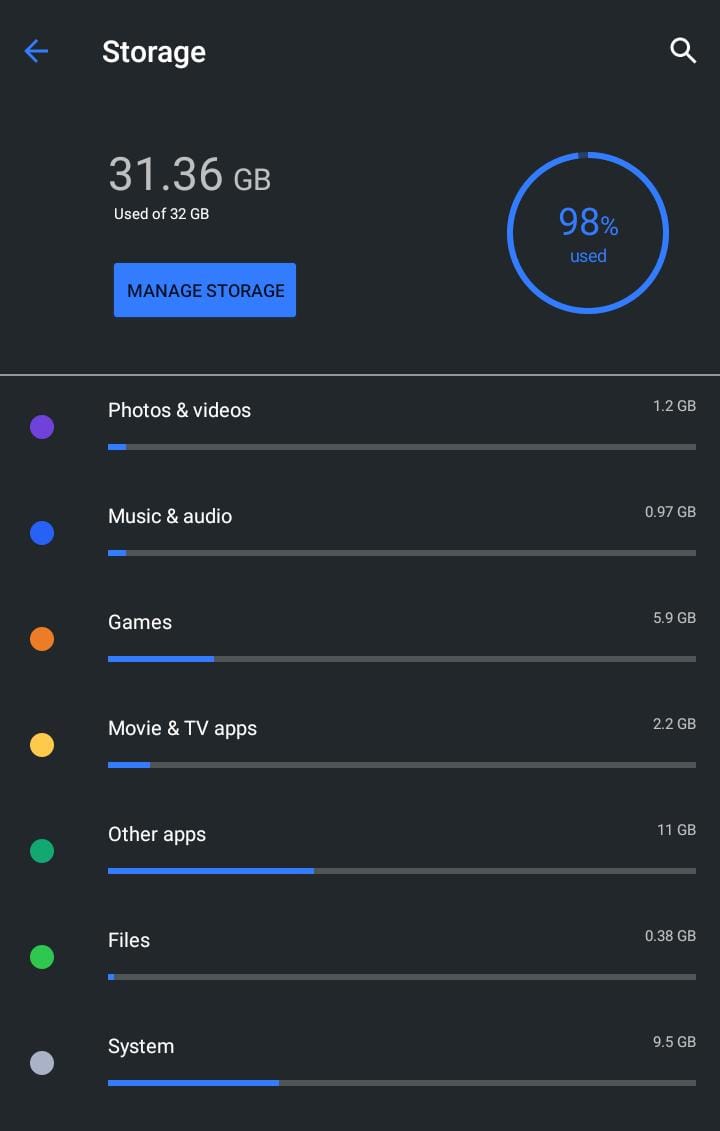 Storage
31.36 GB
Used of 32 GB
98%
used
MANAGE STORAGE
Photos & videos
1.2 GB
Music & audio
0.97 GB
Games
5.9 GB
Movie & TV apps
2.2 GB
Other apps
11 GB
Files
0.38 GB
System
9.5 GB